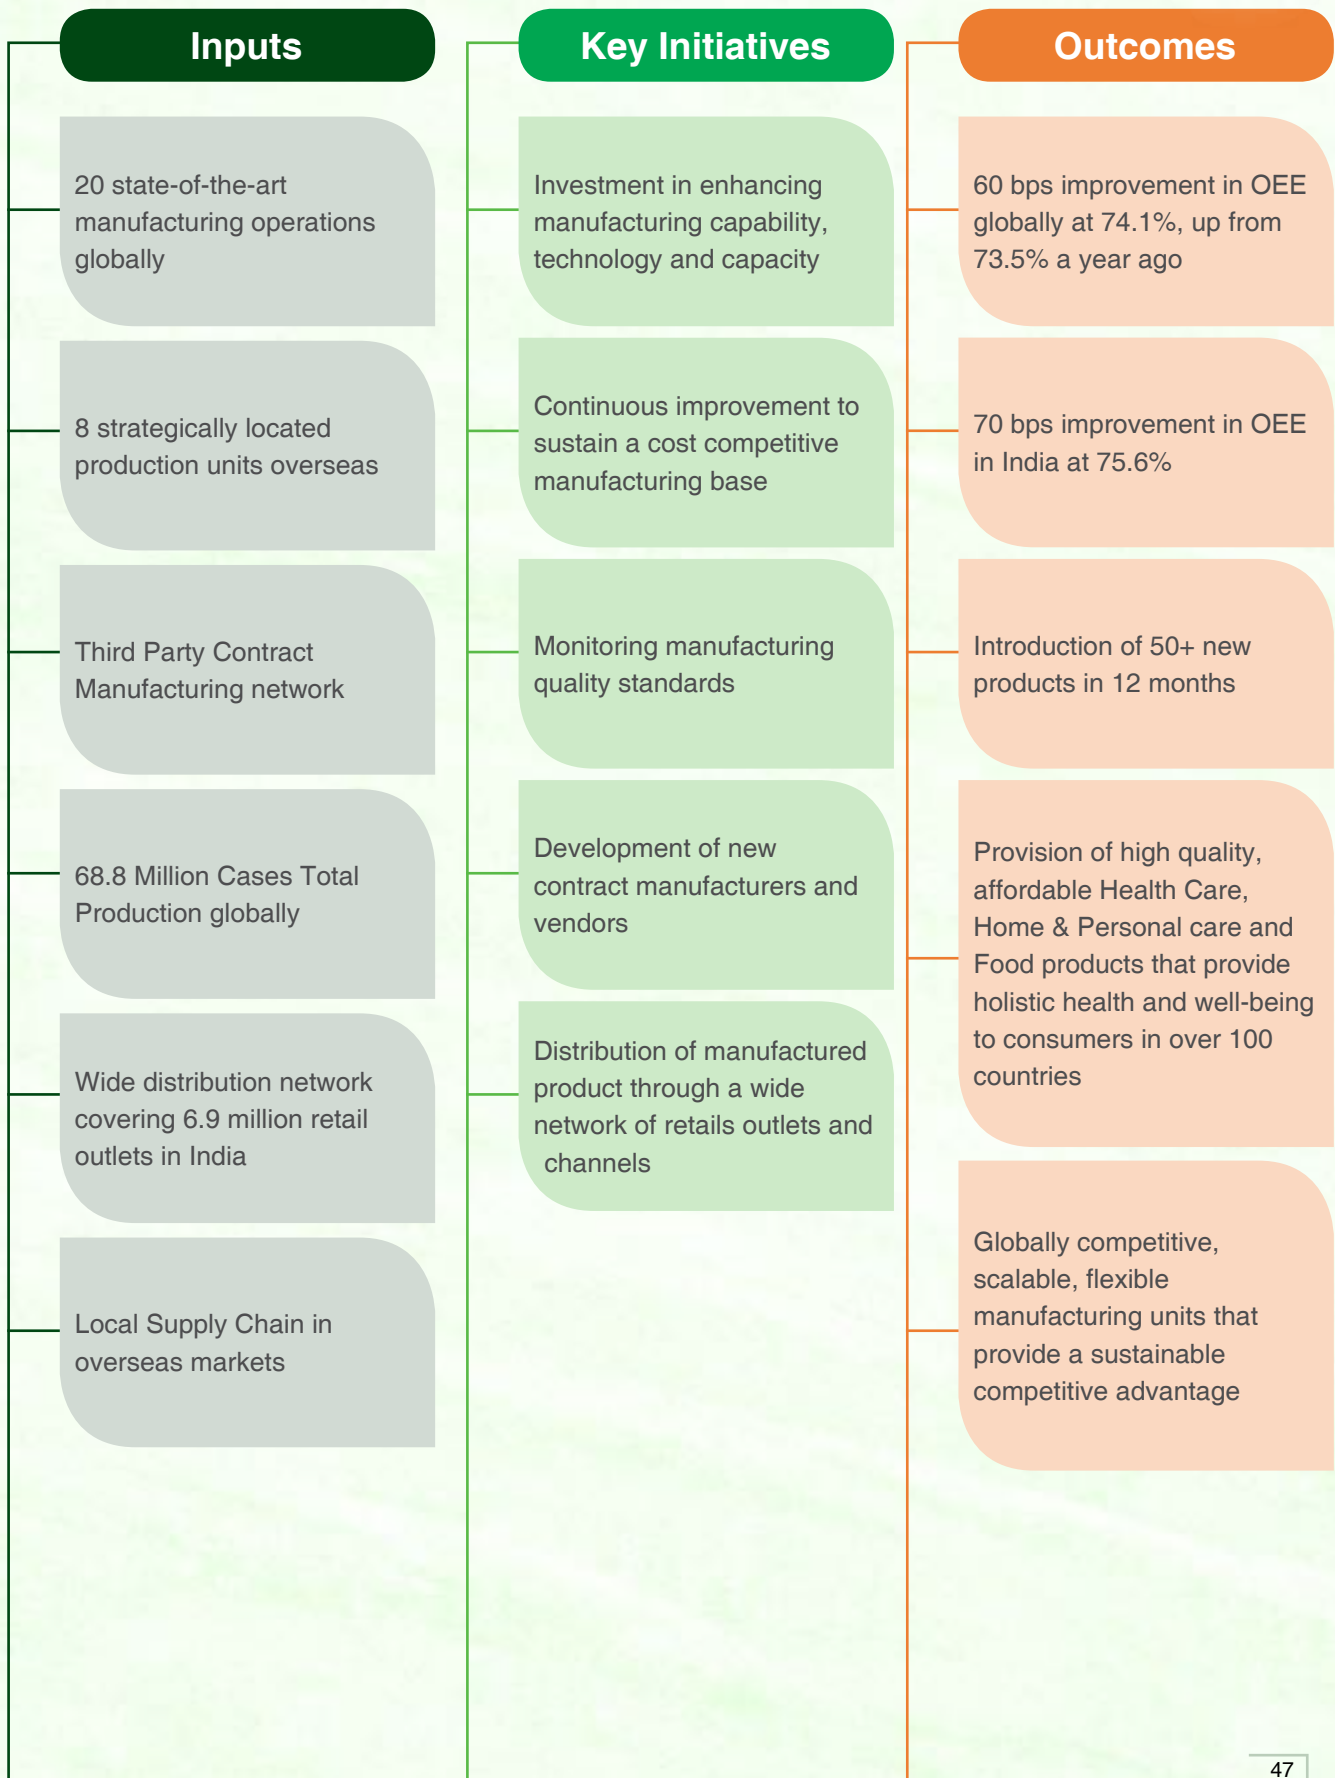 Inputs
20 state-of-the-art
manufacturing operations
globally
8 strategically located
production units overseas
Third Party Contract
Manufacturing network
68.8 Million Cases Total
Production globally
Wide distribution network
covering 6.9 million retail
outlets in India
Local Supply Chain in
overseas markets
Key Initiatives
Investment in enhancing
manufacturing capability,
technology and capacity
Continuous improvement to
sustain a cost competitive
manufacturing base
Monitoring manufacturing
quality standards
Development of new
contract manufacturers and
vendors
Distribution of manufactured
product through a wide
network of retails outlets and
channels
Outcomes
60 bps improvement in OEE
globally at 74.1%, up from
73.5% a year ago
70 bps improvement in OEE
in India at 75.6%
Introduction of 50+ new
products in 12 months
Provision of high quality,
affordable Health Care,
Home & Personal care and
Food products that provide
holistic health and well-being
to consumers in over 100
countries
Globally competitive,
scalable, flexible
manufacturing units that
provide a sustainable
competitive advantage
47